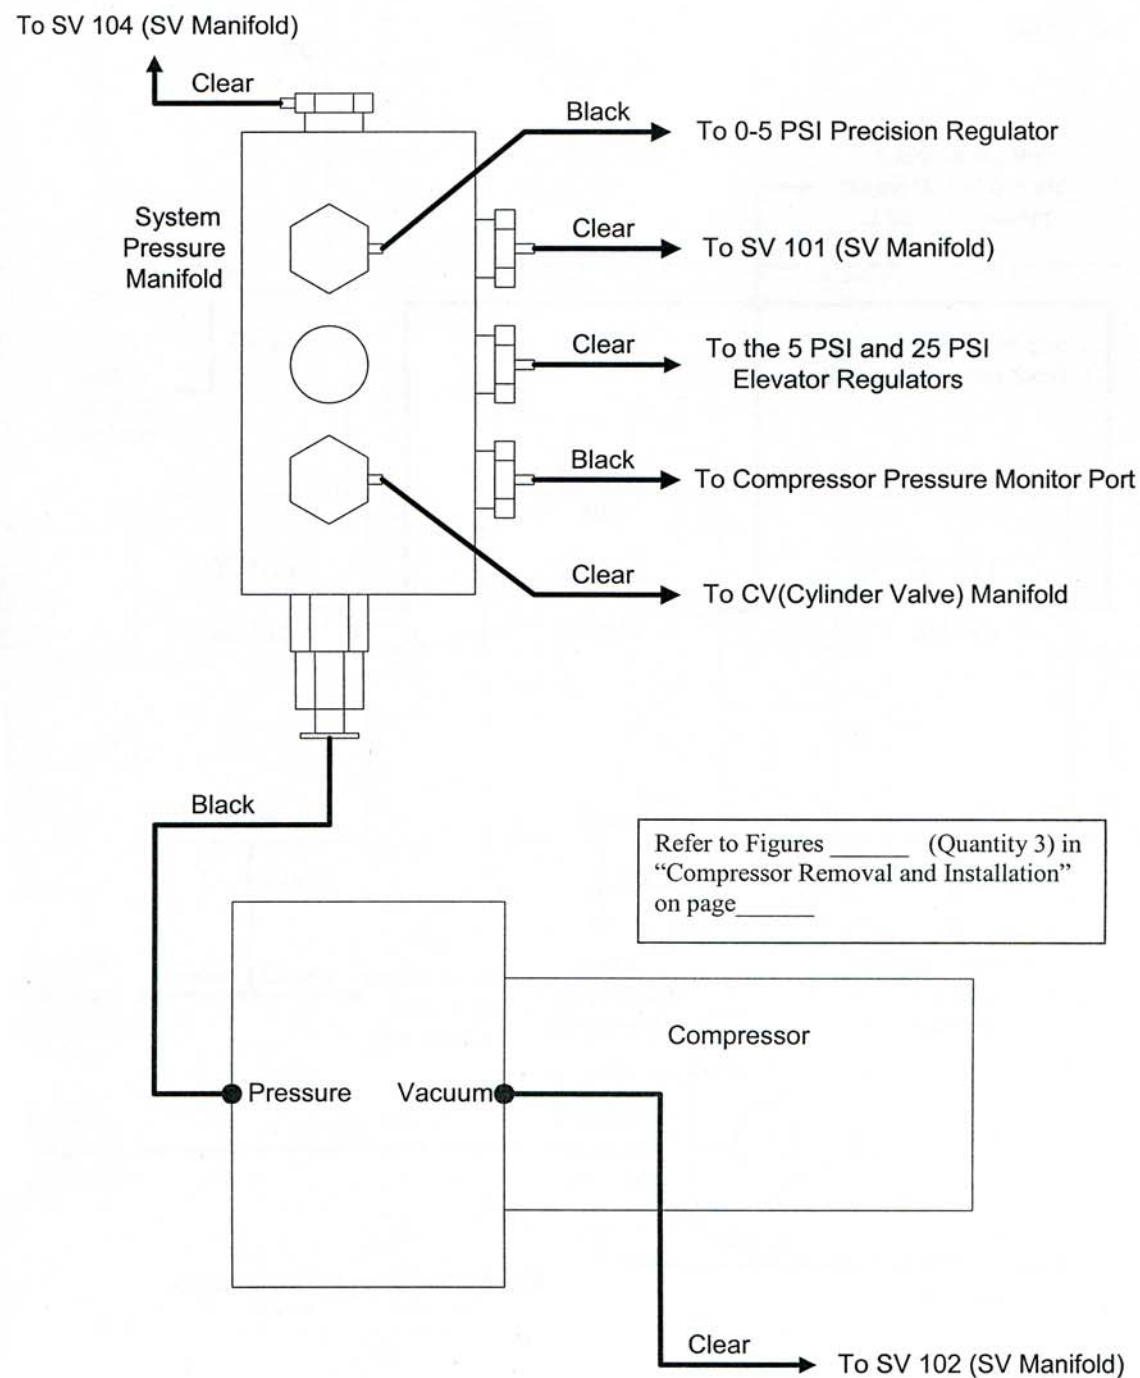 To SV 104 (SV Manifold)
Clear
Black
To 0-5 PSI Precision Regulator
System
Pressure
Manifold
Clear
To SV 101 (SV Manifold)
Clear
To the 5 PSI and 25 PSI
Elevator Regulators
Black
To Compressor Pressure Monitor Port
Clear
To CV(Cylinder Valve) Manifold
Black
Refer to Figures ______ (Quantity 3) in
“Compressor Removal and Installation”
on page______
Compressor
Pressure
Vacuum
Clear
To SV 102 (SV Manifold)